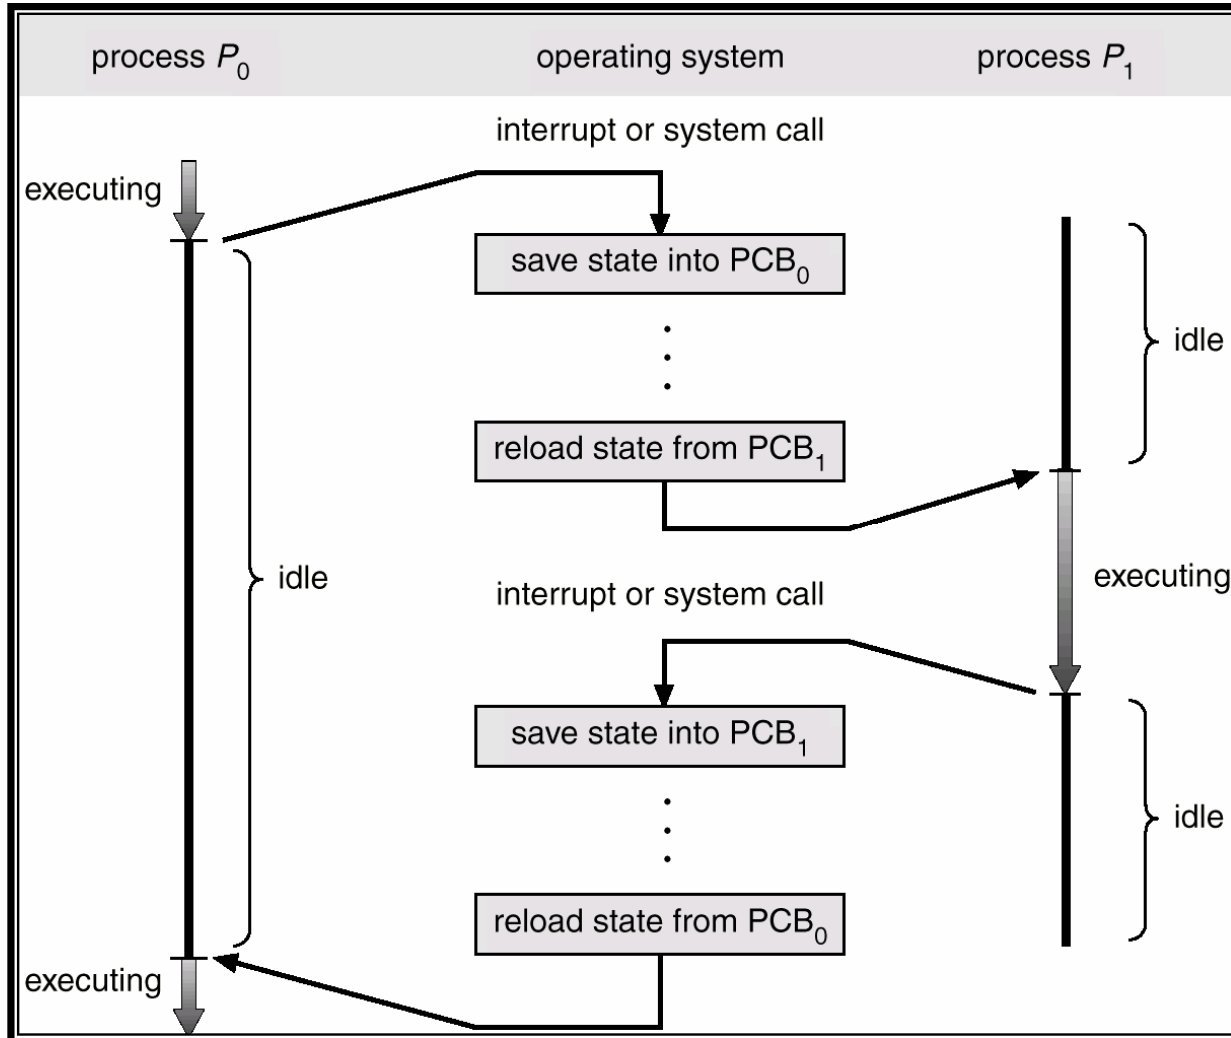 process P0
operating system
process P1
interrupt or system call
executing
save state into PCB0
idle
reload state from PCB1
idle
executing
interrupt or system call
save state into PCB1
idle
reload state from PCB0
executing